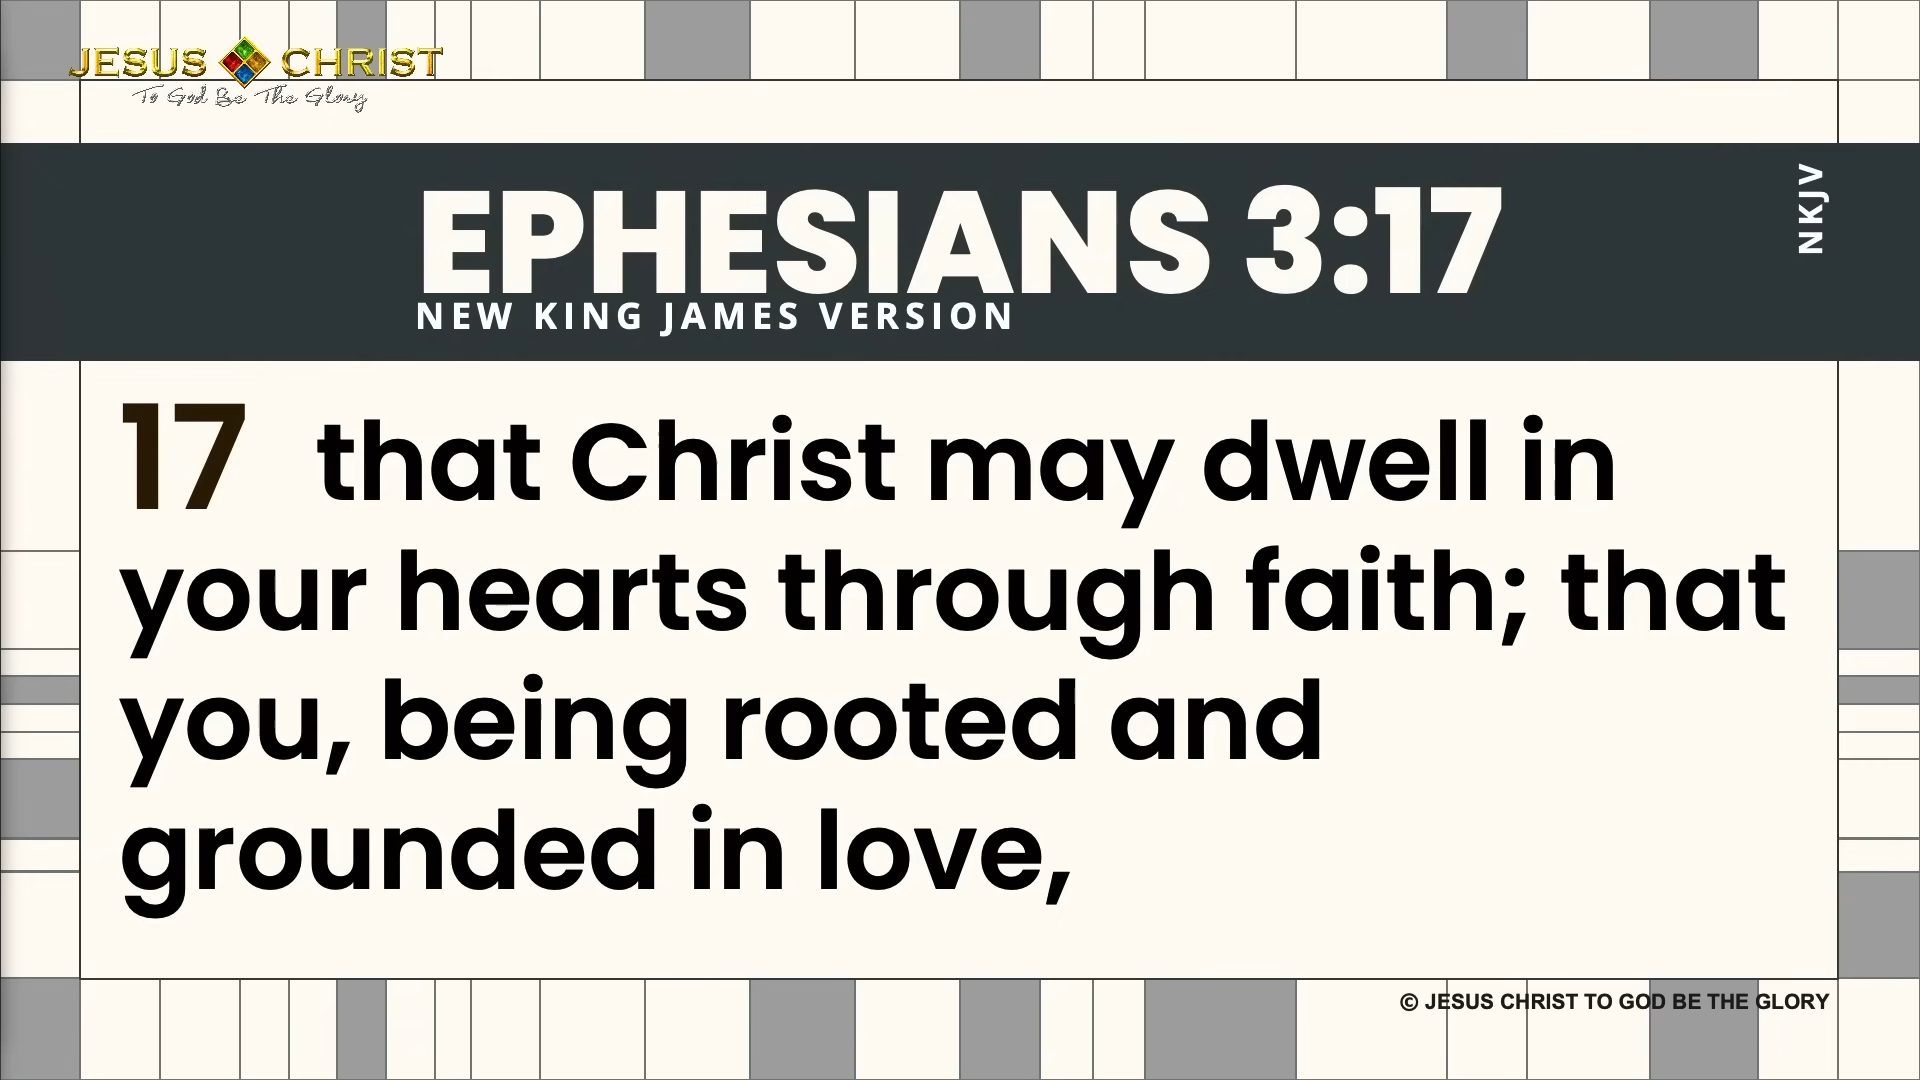 JESUS CHRIST
To God Be The Glory
EPHESIANS 3:17
NKJV
NEW KING JAMES VERSION
17 that Christ may dwell in
your hearts through faith; that
you, being rooted and
grounded in love,
© JESUS CHRIST TO GOD BE THE GLORY